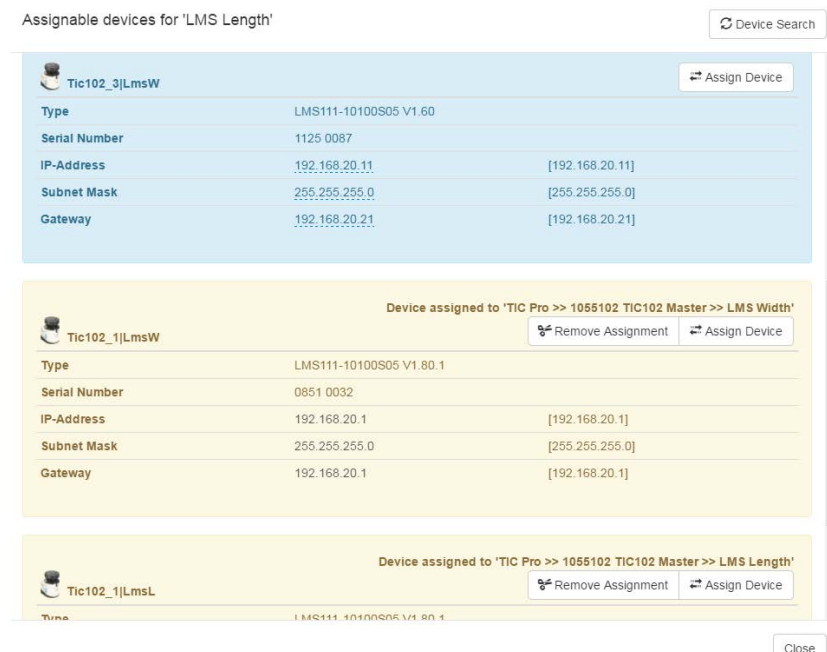 Assignable devices for 'LMS Length'
Device Search
Tic102_3|LmsW
Assign Device
Type LMS111-10100S05 V1.60
Serial Number 1125 0087
IP-Address 192.168.20.11 [192.168.20.11]
Subnet Mask 255.255.255.0 [255.255.255.0]
Gateway 192.168.20.21 [192.168.20.21]
Device assigned to 'TIC Pro >> 1055102 TIC102 Master >> LMS Width'
Tic102_1|LmsW
Remove Assignment Assign Device
Type LMS111-10100S05 V1.80.1
Serial Number 0851 0032
IP-Address 192.168.20.1 [192.168.20.1]
Subnet Mask 255.255.255.0 [255.255.255.0]
Gateway 192.168.20.1 [192.168.20.1]
Device assigned to 'TIC Pro >> 1055102 TIC102 Master >> LMS Length'
Tic102_1|LmsL
Remove Assignment Assign Device
Type LMS111-10100S05 V1.80.1
Close